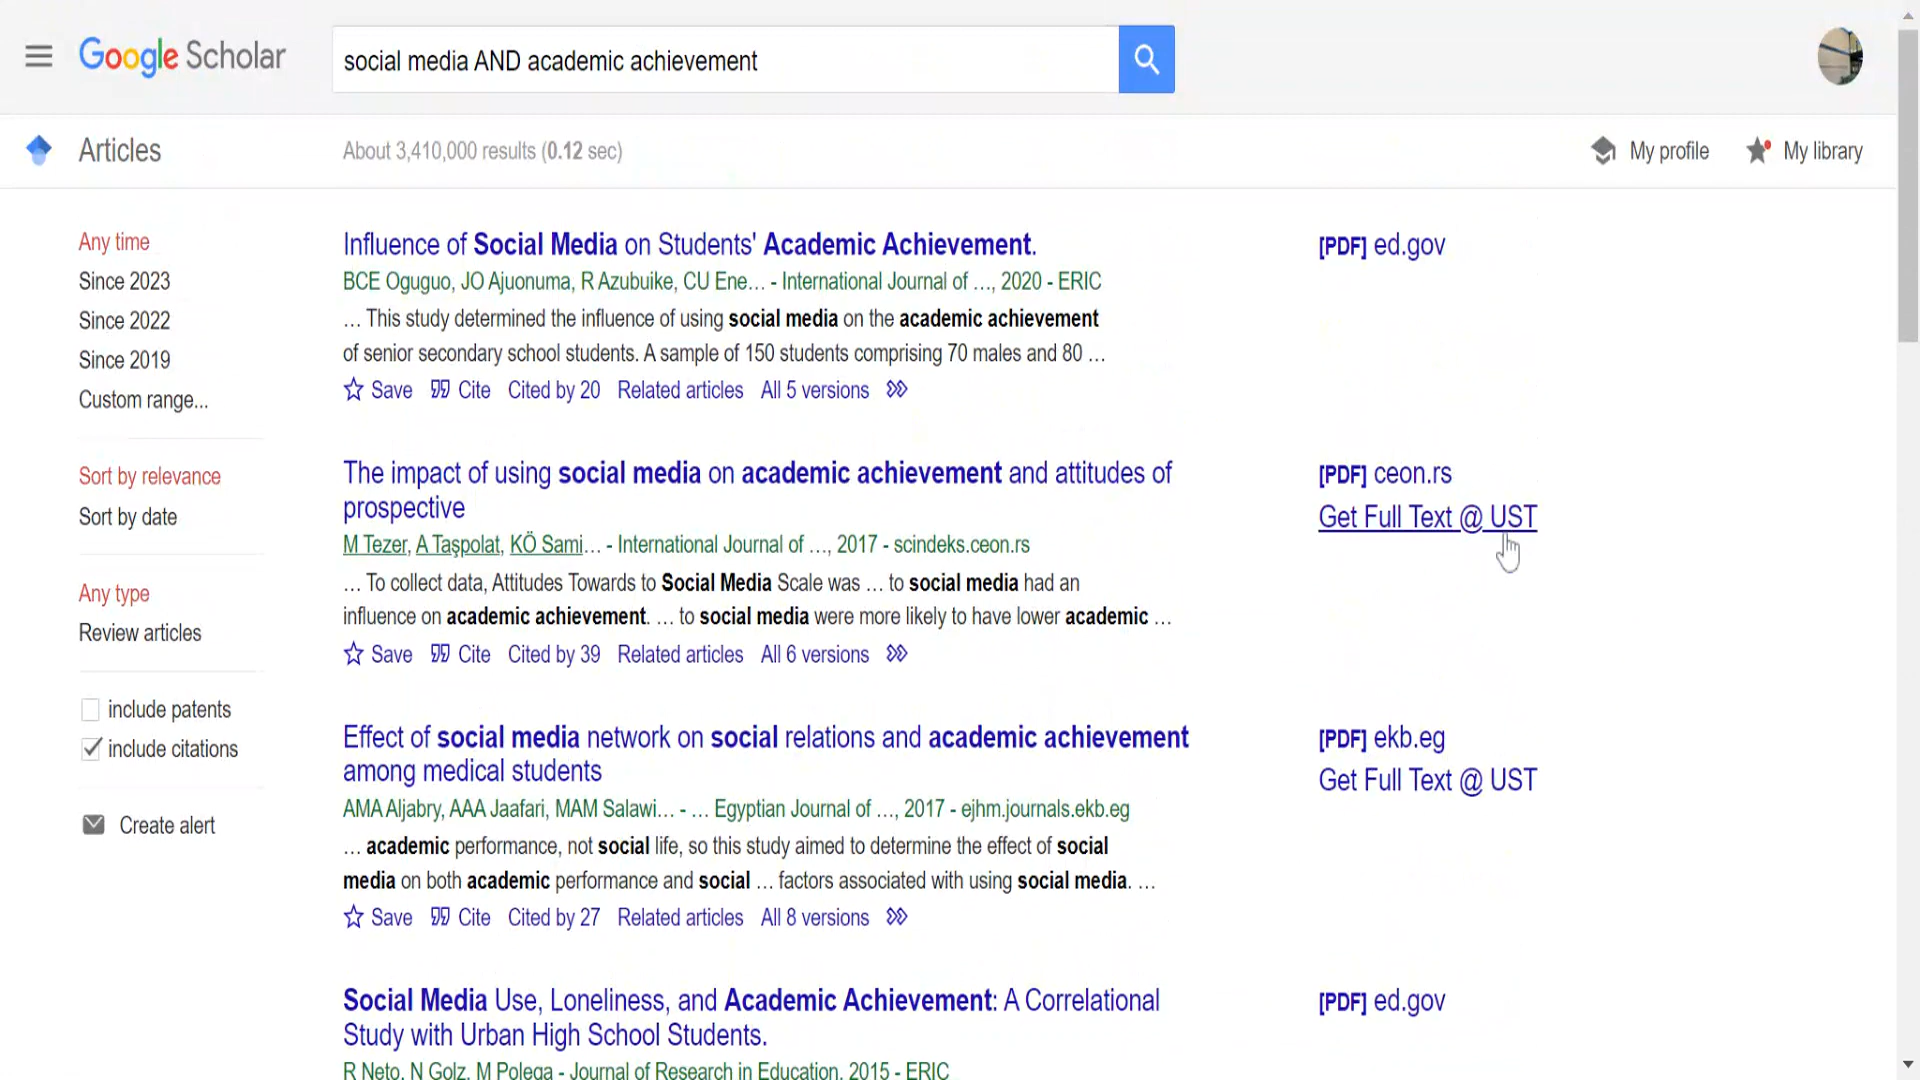 Google Scholar
social media AND academic achievement
Articles
About 3,410,000 results (0.12 sec)
My profile
My library
Any time
Since 2023
Since 2022
Since 2019
Custom range...
Sort by relevance
Sort by date
Any type
Review articles
include patents
include citations
Create alert
Influence of Social Media on Students' Academic Achievement.
BCE Oguguo, JO Ajuonuma, R Azubuike, CU Ene… - International Journal of …, 2020 - ERIC
… This study determined the influence of using social media on the academic achievement
of senior secondary school students. A sample of 150 students comprising 70 males and 80 …
Save Cite Cited by 20 Related articles All 5 versions
[PDF] ed.gov
The impact of using social media on academic achievement and attitudes of
prospective
M Tezer, A Taşpolat, KÖ Sami… - International Journal of …, 2017 - scindeks.ceon.rs
… To collect data, Attitudes Towards to Social Media Scale was … to social media had an
influence on academic achievement. … to social media were more likely to have lower academic …
Save Cite Cited by 39 Related articles All 6 versions
[PDF] ceon.rs
Get Full Text @ UST
Effect of social media network on social relations and academic achievement
among medical students
AMA Aljabry, AAA Jaafari, MAM Salawi… - … Egyptian Journal of …, 2017 - ejhm.journals.ekb.eg
… academic performance, not social life, so this study aimed to determine the effect of social
media on both academic performance and social … factors associated with using social media. …
Save Cite Cited by 27 Related articles All 8 versions
[PDF] ekb.eg
Get Full Text @ UST
Social Media Use, Loneliness, and Academic Achievement: A Correlational
Study with Urban High School Students.
R Neto, N Golz, M Polega - Journal of Research in Education, 2015 - ERIC
[PDF] ed.gov